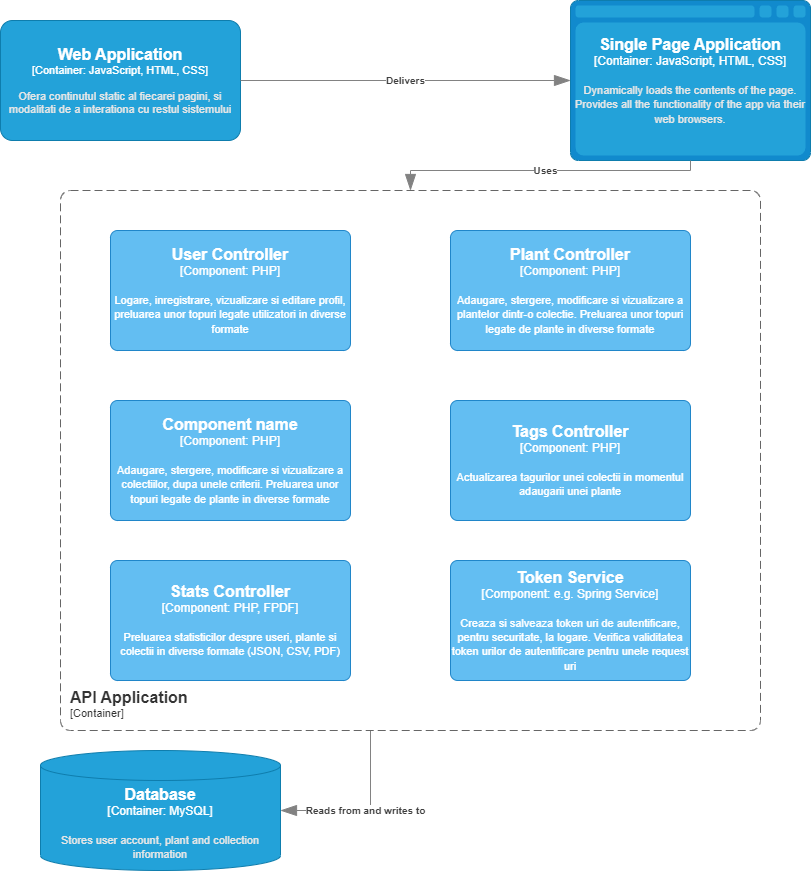 Web Application
[Container: JavaScript, HTML, CSS]
Ofera continutul static al fiecarei pagini, si
modalitati de a interationa cu restul sistemului
Delivers
Single Page Application
[Container: JavaScript, HTML, CSS]
Dynamically loads the contents of the page.
Provides all the functionality of the app via their
web browsers.
Uses
User Controller
[Component: PHP]
Logare, inregistrare, vizualizare si editare profil,
preluarea unor topuri legate utilizatori in diverse
formate
Plant Controller
[Component: PHP]
Adaugare, stergere, modificare si vizualizare a
plantelor dintr-o colectie. Preluarea unor topuri
legate de plante in diverse formate
Component name
[Component: PHP]
Adaugare, stergere, modificare si vizualizare a
colectiilor, dupa unele criterii. Preluarea unor
topuri legate de plante in diverse formate
Tags Controller
[Component: PHP]
Actualizarea tagurilor unei colectii in momentul
adaugarii unei plante
Stats Controller
[Component: PHP, FPDF]
Preluarea statisticilor despre useri, plante si
colectii in diverse formate (JSON, CSV, PDF)
Token Service
[Component: e.g. Spring Service]
Creaza si salveaza token uri de autentificare,
pentru securitate, la logare. Verifica validitatea
token urilor de autentificare pentru unele request
uri
API Application
[Container]
Database
[Container: MySQL]
Stores user account, plant and collection
information
Reads from and writes to